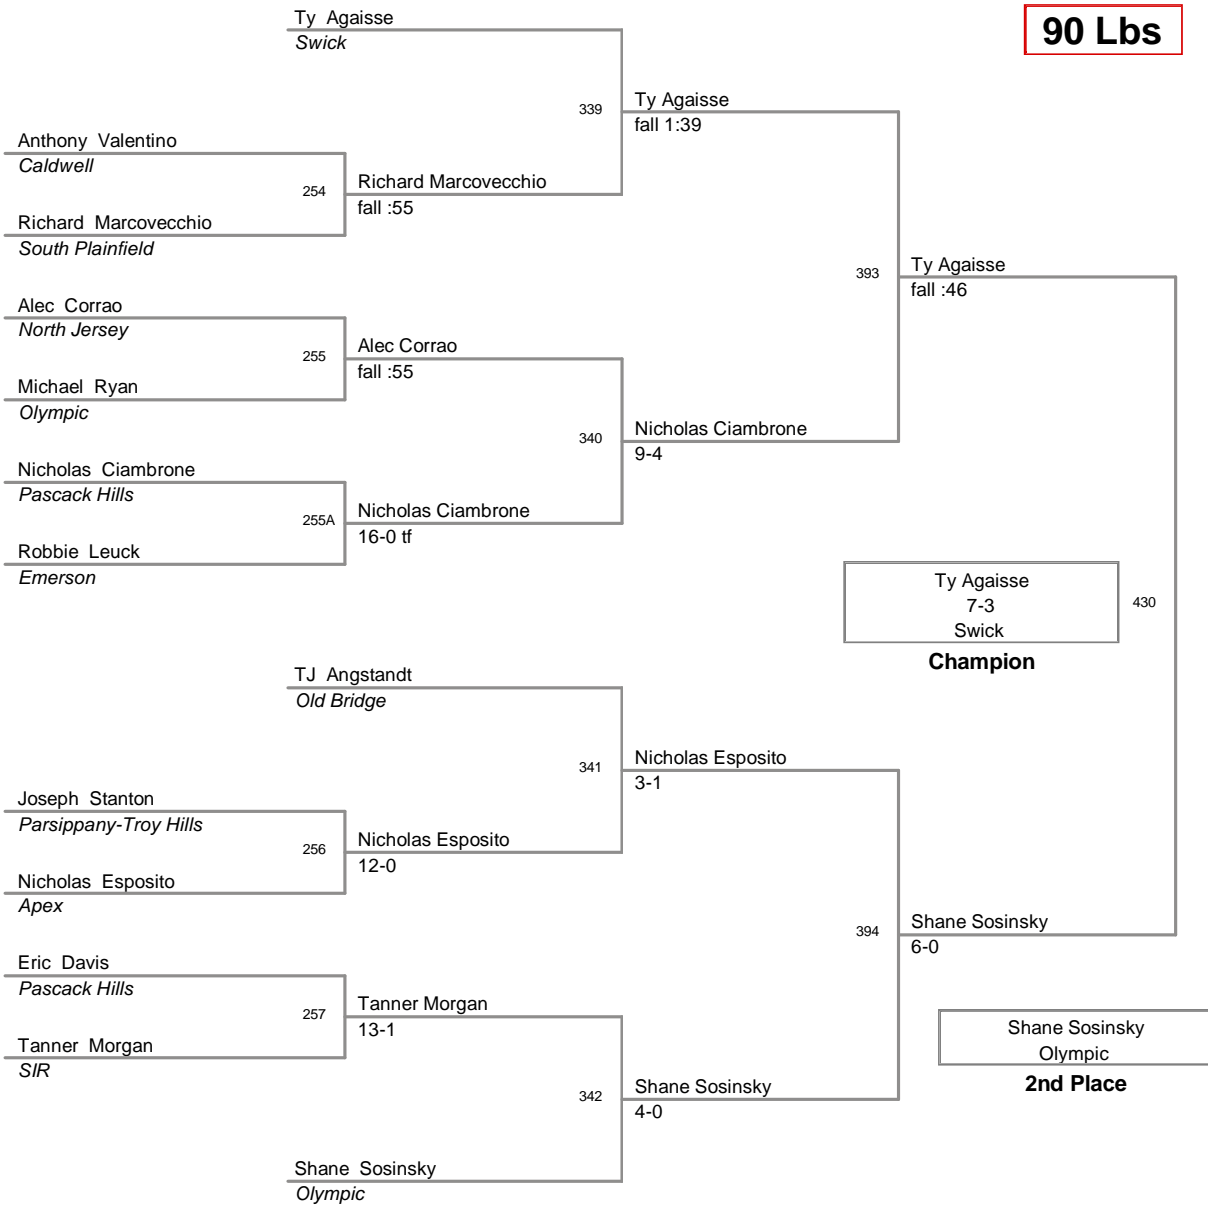 Ty Agaisse
Swick
90 Lbs
339
Ty Agaisse
fall 1:39
Anthony Valentino
Caldwell
254
Richard Marcovecchio
fall :55
Richard Marcovecchio
South Plainfield
393
Ty Agaisse
fall :46
Alec Corrao
North Jersey
255
Alec Corrao
fall :55
Michael Ryan
Olympic
340
Nicholas Ciambrone
9-4
Nicholas Ciambrone
Pascack Hills
255A
Nicholas Ciambrone
16-0 tf
Robbie Leuck
Emerson
Ty Agaisse
7-3
Swick
430
Champion
TJ Angstandt
Old Bridge
341
Nicholas Esposito
3-1
Joseph Stanton
Parsippany-Troy Hills
256
Nicholas Esposito
12-0
Nicholas Esposito
Apex
394
Shane Sosinsky
6-0
Eric Davis
Pascack Hills
257
Tanner Morgan
13-1
Tanner Morgan
SIR
Shane Sosinsky
Olympic
2nd Place
342
Shane Sosinsky
4-0
Shane Sosinsky
Olympic